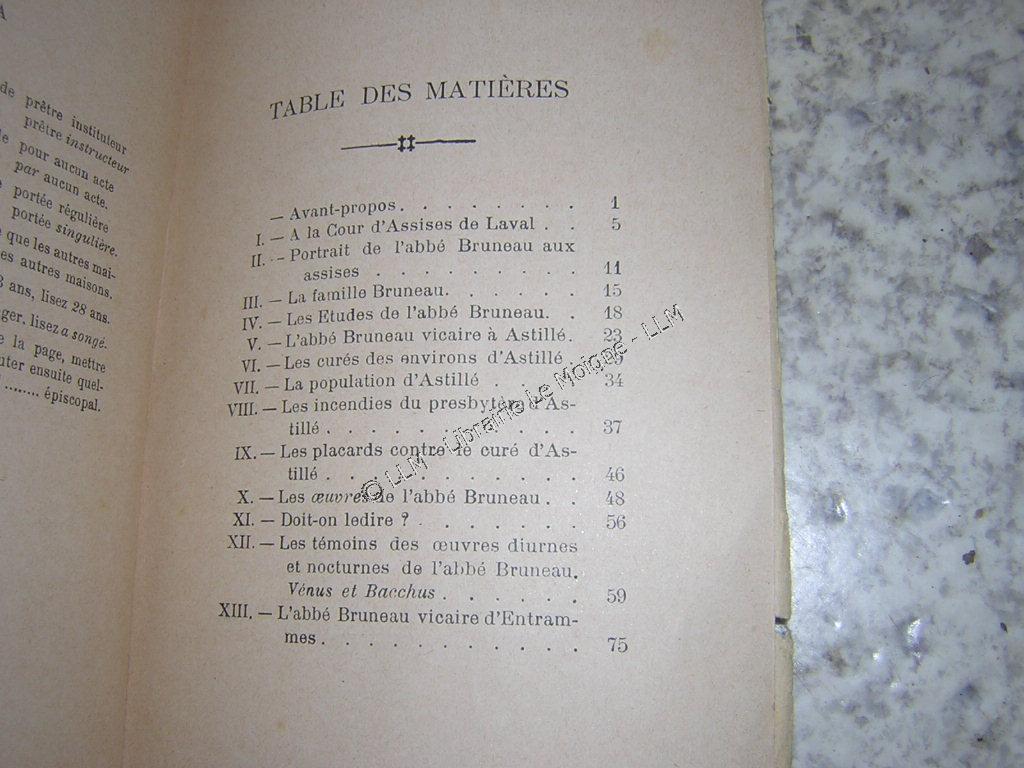 A
de prêtre instituteur
prêtre instructeur
pour aucun acte
par aucun acte.
portée régulière
portée singulière.
que les autres mai-
es autres maisons.
8 ans, lisez 28 ans.
ger, lisez a songé.
la page, mettre
uter ensuite quel-
........ épiscopal.
TABLE DES MATIÈRES
— Avant-propos . . . . . . . . 1
I. — A la Cour d'Assises de Laval . . 5
II. — Portrait de l'abbé Bruneau aux
assises . . . . . . . . . 11
III. — La famille Bruneau. . . . . . 15
IV. — Les Etudes de l'abbé Bruneau. . 18
V. — L'abbé Bruneau vicaire à Astillé. 23
VI. — Les curés des environs d'Astillé .
VII. — La population d'Astillé . . . . 34
VIII. — Les incendies du presbytère d'As-
tillé . . . . . . . . . . . 37
IX. — Les placards contre le curé d'As-
tillé . . . . . . . . . . . 46
X. — Les œuvres de l'abbé Bruneau . . 48
XI. — Doit-on ledire ? . . . . . . . 56
XII. — Les témoins des œuvres diurnes
et nocturnes de l'abbé Bruneau.
Vénus et Bacchus . . . . . . 59
XIII. — L'abbé Bruneau vicaire d'Entram-
mes . . . . . . . . . . . 75
© LLM - Librairie Le Moigne - LLM